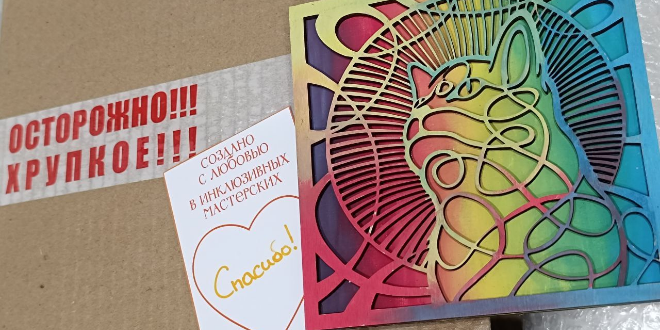 ОСТОРОЖНО!!!
ХРУПКОЕ!!!
СОЗДАНО
С ЛЮБОВЬЮ
В ИНКЛЮЗИВНЫХ
МАСТЕРСКИХ
Спасибо!